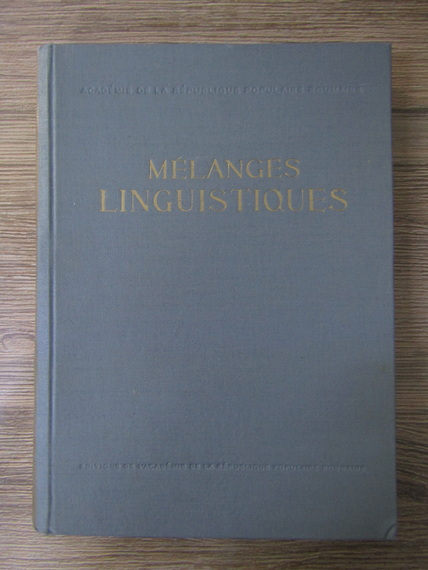 ACADÉMIE DE LA RÉPUBLIQUE POPULAIRE ROUMAINE
MÉLANGES
LINGUISTIQUES
ÉDITIONS DE L'ACADÉMIE DE LA RÉPUBLIQUE POPULAIRE ROUMAINE